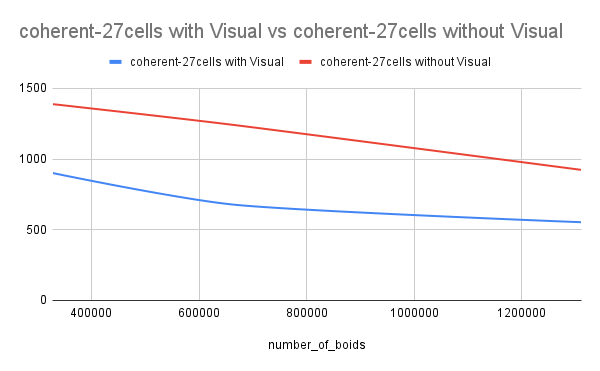 coherent-27cells with Visual vs coherent-27cells without Visual
coherent-27cells with Visual coherent-27cells without Visual
1500
1000
500
0
400000 600000 800000 1000000 1200000
number_of_boids